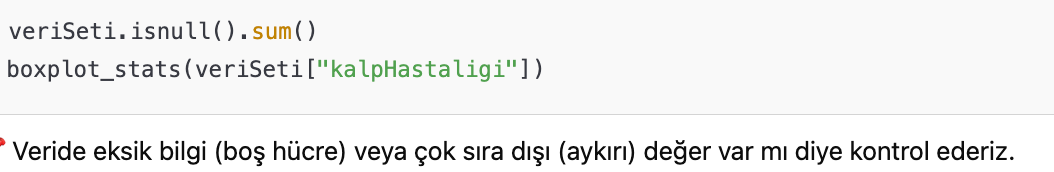 veriSeti.isnull().sum()
boxplot_stats(veriSeti["kalpHastaligi"])
Veride eksik bilgi (boş hücre) veya çok sıra dışı (aykırı) değer var mı diye kontrol ederiz.